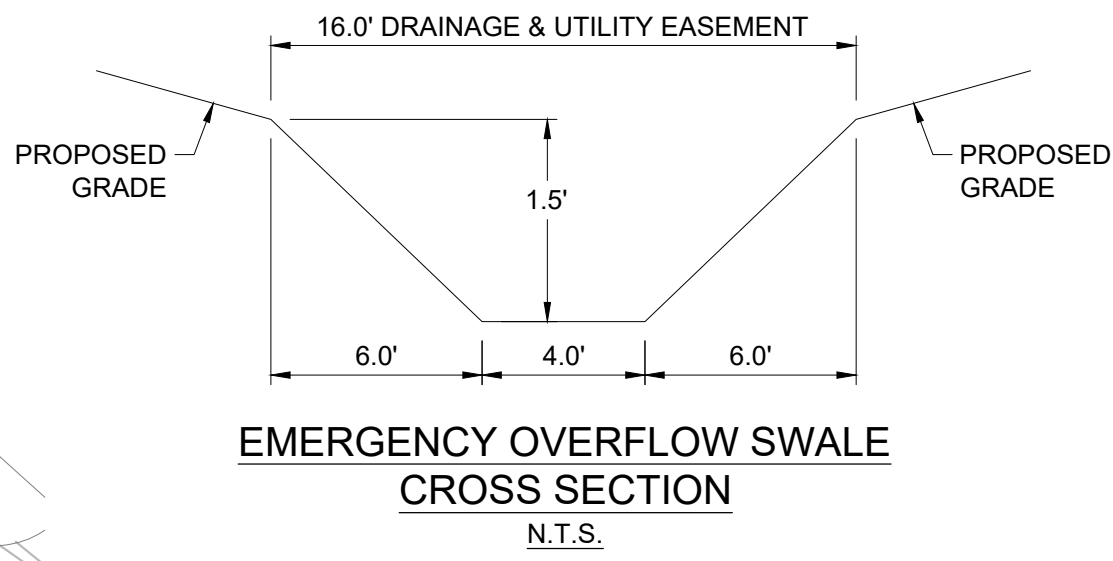 16.0' DRAINAGE & UTILITY EASEMENT
PROPOSED
GRADE
1.5'
PROPOSED
GRADE
6.0'
4.0'
6.0'
EMERGENCY OVERFLOW SWALE
CROSS SECTION
N.T.S.